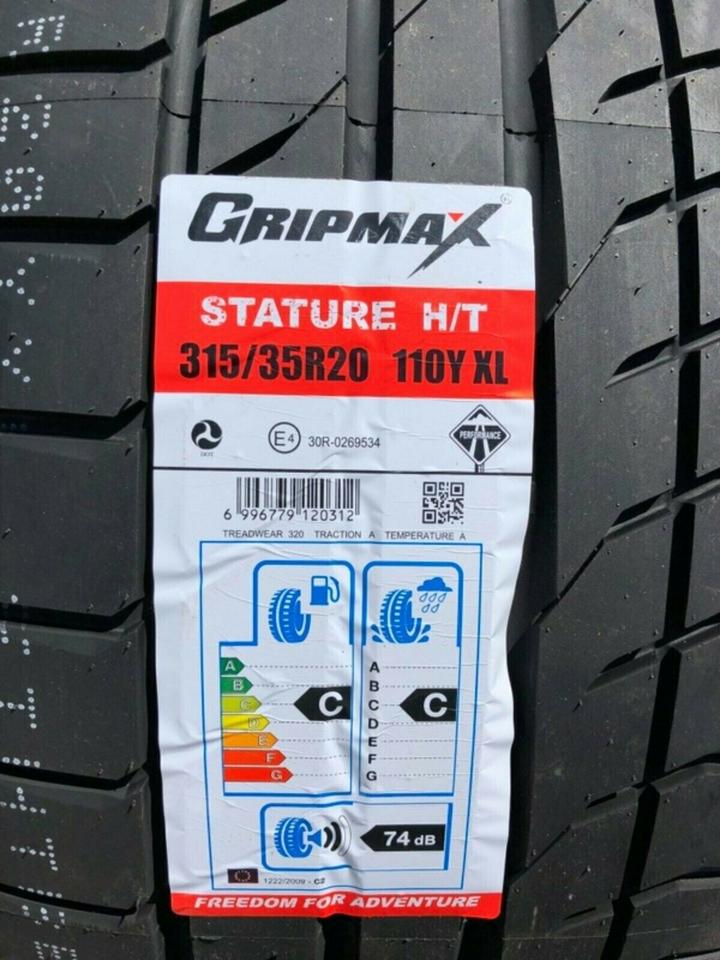 GRIPMAX
STATURE H/T
315/35R20 110Y XL
DOT
E4 30R-0269534
PERFORMANCE
6 996779 120312
TREADWEAR 320 TRACTION A TEMPERATURE A
A
B
C
D
E
F
G
C
A
B
C
D
E
F
G
C
74 dB
1222/2009 - C2
FREEDOM FOR ADVENTURE